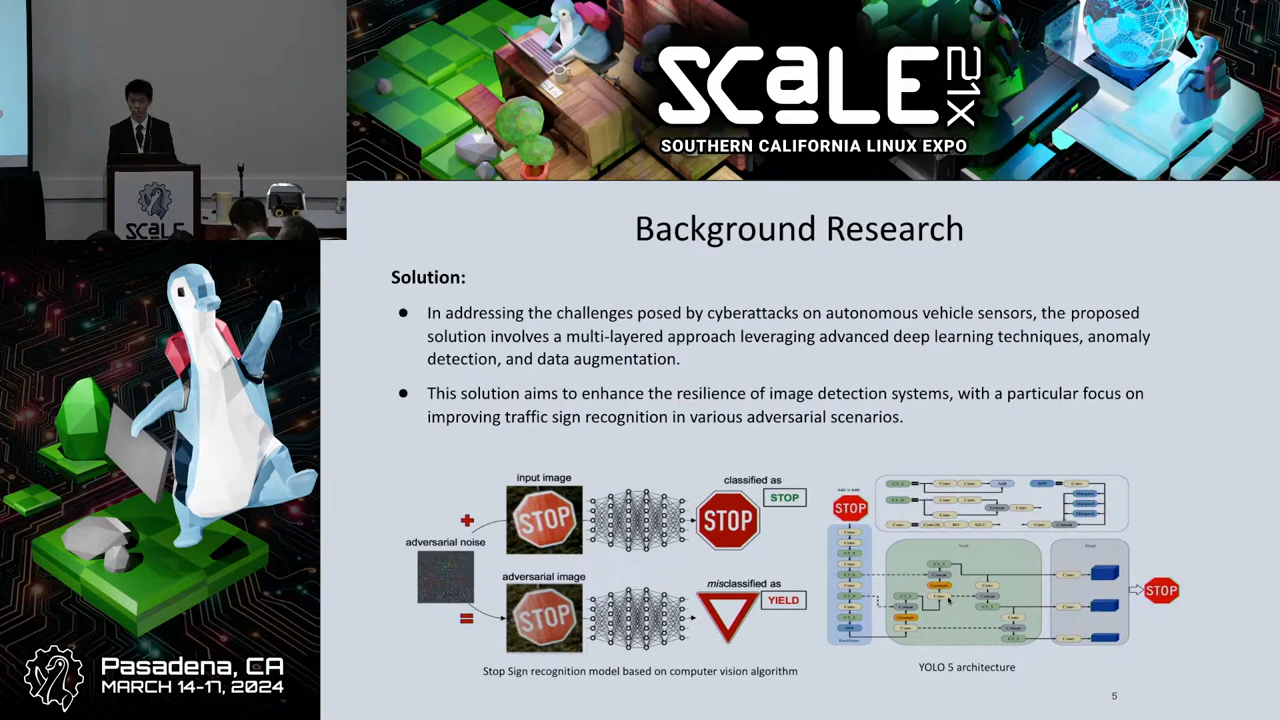 SCaLE 21X
SOUTHERN CALIFORNIA LINUX EXPO
SCaLE
Background Research
Solution:
● In addressing the challenges posed by cyberattacks on autonomous vehicle sensors, the proposed
solution involves a multi-layered approach leveraging advanced deep learning techniques, anomaly
detection, and data augmentation.
● This solution aims to enhance the resilience of image detection systems, with a particular focus on
improving traffic sign recognition in various adversarial scenarios.
input image
STOP
classified as
STOP
STOP
adversarial noise
adversarial image
STOP
misclassified as
YIELD
Stop Sign recognition model based on computer vision algorithm
STOP
Neck
Head
Backbone
Conv
Concat
STOP
YOLO 5 architecture
5
Pasadena, CA
MARCH 14-17, 2024